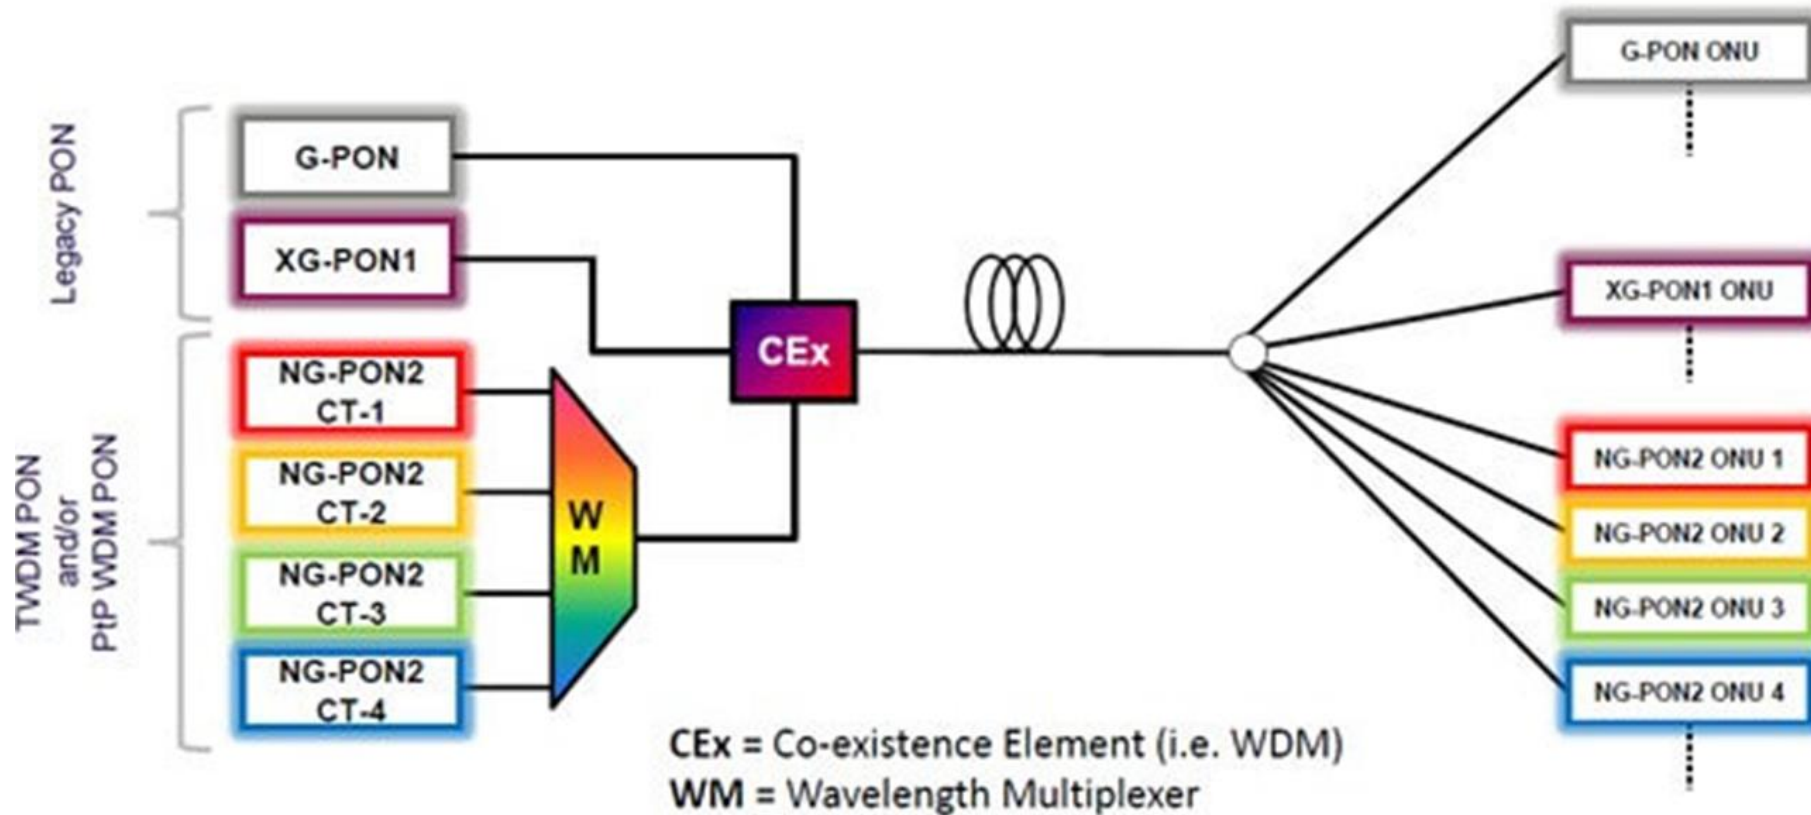 Legacy PON
G-PON
XG-PON1
TWDM PON
and/or
PtP WDM PON
NG-PON2
CT-1
NG-PON2
CT-2
NG-PON2
CT-3
NG-PON2
CT-4
W
M
CEx
G-PON ONU
XG-PON1 ONU
NG-PON2 ONU 1
NG-PON2 ONU 2
NG-PON2 ONU 3
NG-PON2 ONU 4
CEx = Co-existence Element (i.e. WDM)
WM = Wavelength Multiplexer